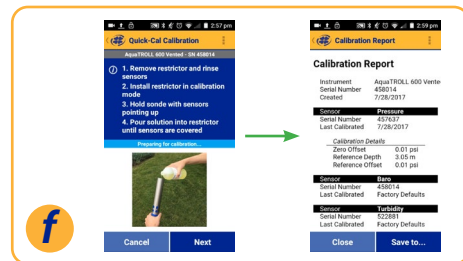 2:57 pm
Quick-Cal Calibration
AquaTROLL 600 Vented - SN 458014
1. Remove restrictor and rinse sensors
2. Install restrictor in calibration mode
3. Hold sonde with sensors pointing up
4. Pour solution into restrictor until sensors are covered
Preparing for calibration...
Cancel Next
f
2:59 pm
Calibration Report
Calibration Report
Instrument AquaTROLL 600 Vente
Serial Number 458014
Created 7/28/2017
Sensor Pressure
Serial Number 457637
Last Calibrated 7/28/2017
Calibration Details
Zero Offset 0.01 psi
Reference Depth 3.05 m
Reference Offset 0.01 psi
Sensor Baro
Serial Number 458014
Last Calibrated Factory Defaults
Sensor Turbidity
Serial Number 522881
Last Calibrated Factory Defaults
Close Save to...